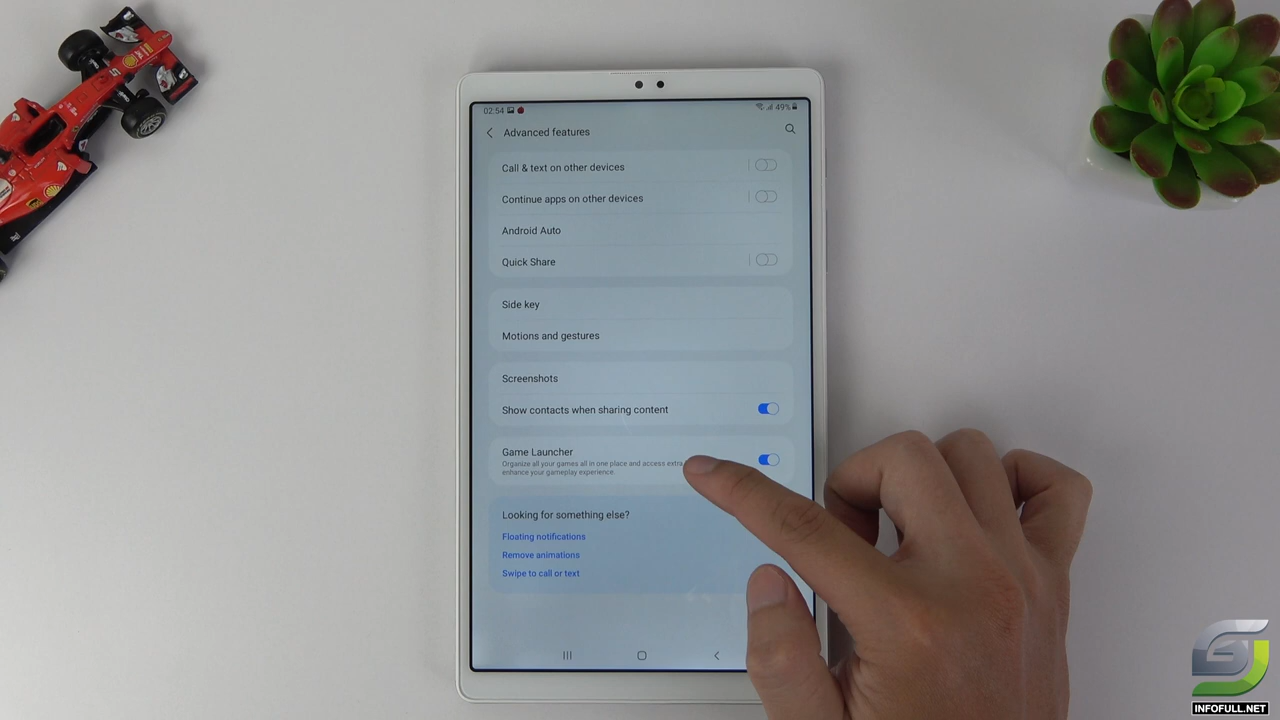 02:54
49%
Advanced features
Call & text on other devices
Continue apps on other devices
Android Auto
Quick Share
Side key
Motions and gestures
Screenshots
Show contacts when sharing content
Game Launcher
Organize all your games all in one place and access extra
enhance your gameplay experience.
Looking for something else?
Floating notifications
Remove animations
Swipe to call or text
INFOFULL.NET